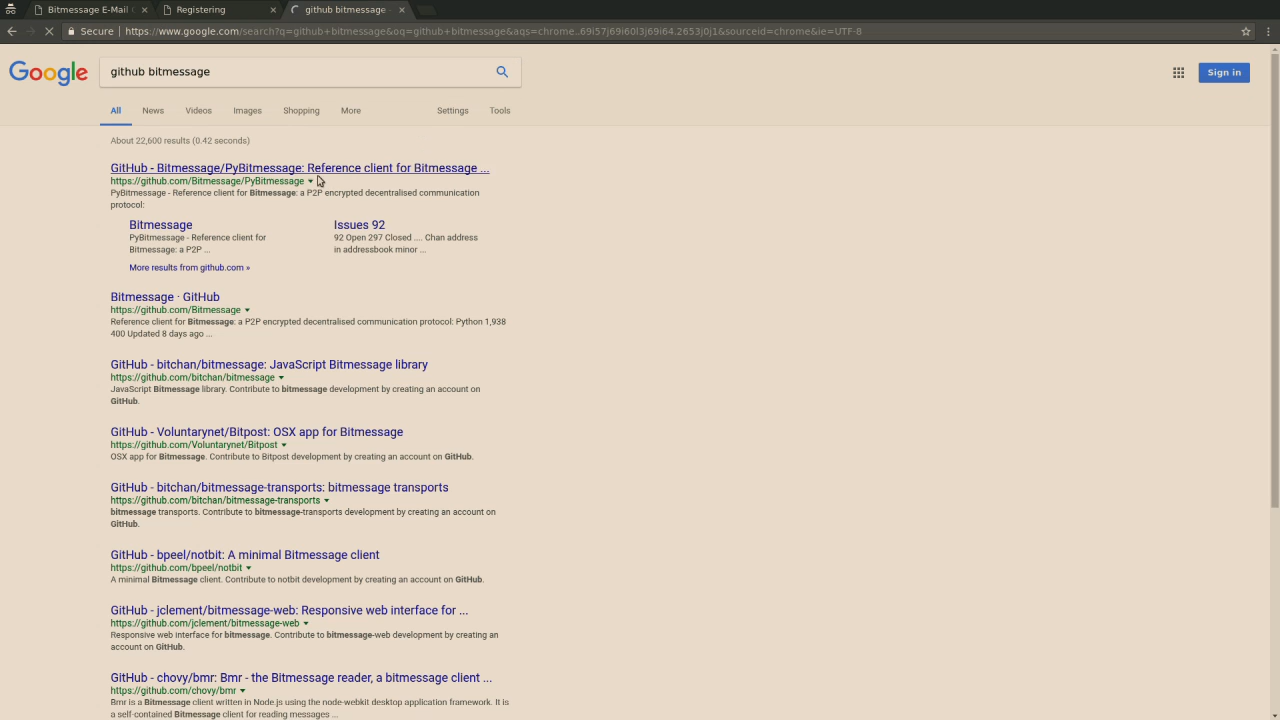 Bitmessage E-Mail
Registering
github bitmessage
Secure
https://www.google.com/search?q=github+bitmessage&oq=github+bitmessage&aqs=chrome..69i57j69i60l3j69i64.2653j0j1&sourceid=chrome&ie=UTF-8
Google
github bitmessage
Sign in
All
News
Videos
Images
Shopping
More
Settings
Tools
About 22,600 results (0.42 seconds)
GitHub - Bitmessage/PyBitmessage: Reference client for Bitmessage ...
https://github.com/Bitmessage/PyBitmessage
PyBitmessage - Reference client for Bitmessage: a P2P encrypted decentralised communication
protocol:
Bitmessage
PyBitmessage - Reference client for
Bitmessage: a P2P ...
Issues 92
92 Open 297 Closed .... Chan address
in addressbook minor ...
More results from github.com »
Bitmessage · GitHub
https://github.com/Bitmessage
Reference client for Bitmessage: a P2P encrypted decentralised communication protocol: Python 1,938
400 Updated 8 days ago ...
GitHub - bitchan/bitmessage: JavaScript Bitmessage library
https://github.com/bitchan/bitmessage
JavaScript Bitmessage library. Contribute to bitmessage development by creating an account on
GitHub.
GitHub - Voluntarynet/Bitpost: OSX app for Bitmessage
https://github.com/Voluntarynet/Bitpost
OSX app for Bitmessage. Contribute to Bitpost development by creating an account on GitHub.
GitHub - bitchan/bitmessage-transports: bitmessage transports
https://github.com/bitchan/bitmessage-transports
bitmessage transports. Contribute to bitmessage-transports development by creating an account on
GitHub.
GitHub - bpeel/notbit: A minimal Bitmessage client
https://github.com/bpeel/notbit
A minimal Bitmessage client. Contribute to notbit development by creating an account on GitHub.
GitHub - jclement/bitmessage-web: Responsive web interface for ...
https://github.com/jclement/bitmessage-web
Responsive web interface for bitmessage. Contribute to bitmessage-web development by creating an
account on GitHub.
GitHub - chovy/bmr: Bmr - the Bitmessage reader, a bitmessage client ...
https://github.com/chovy/bmr
Bmr is a Bitmessage client written in Node.js using the node-webkit desktop application framework. It is
a self-contained Bitmessage client for reading messages ...